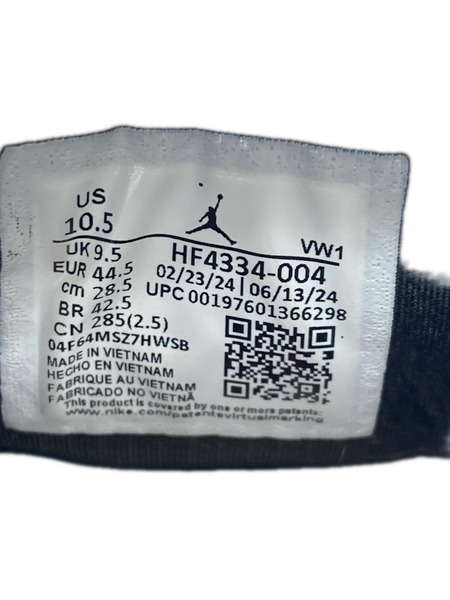 US
10.5
VW1
UK 9.5
HF4334-004
EUR 44.5
02/23/24 | 06/13/24
cm 28.5
UPC 00197601366298
BR 42.5
CN 285(2.5)
04F64MSZ7HWSB
MADE IN VIETNAM
HECHO EN VIETNAM
FABRIQUE AU VIETNAM
FABRICADO NO VIETNÃ
This product is covered by one or more patents:
www.nike.com/patentsvirtualmarking